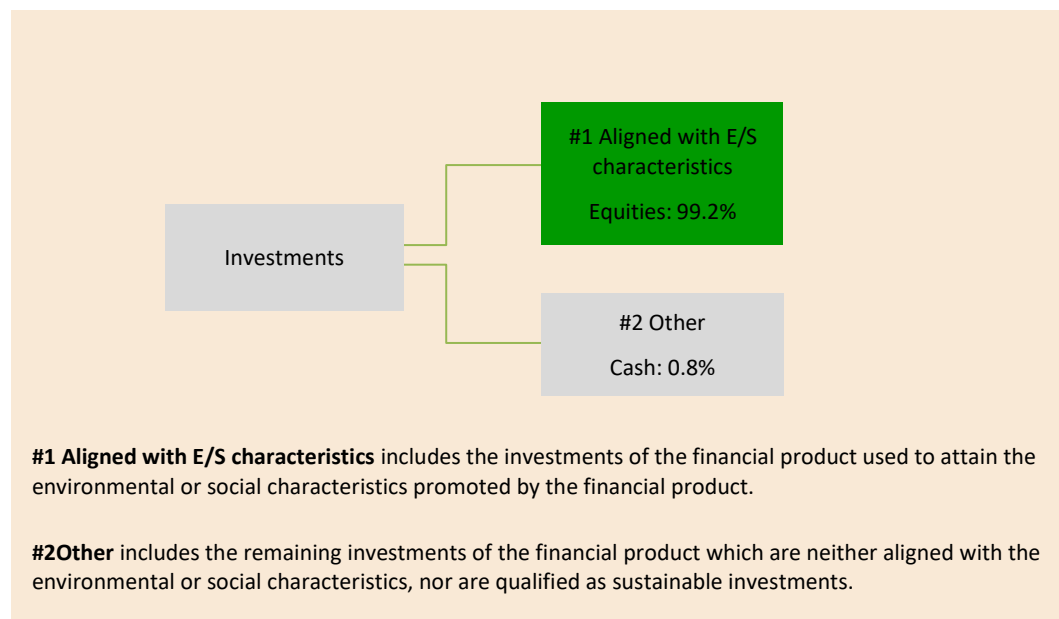 #1 Aligned with E/S
characteristics
Equities: 99.2%
Investments
#2 Other
Cash: 0.8%
#1 Aligned with E/S characteristics includes the investments of the financial product used to attain the
environmental or social characteristics promoted by the financial product.
#2Other includes the remaining investments of the financial product which are neither aligned with the
environmental or social characteristics, nor are qualified as sustainable investments.